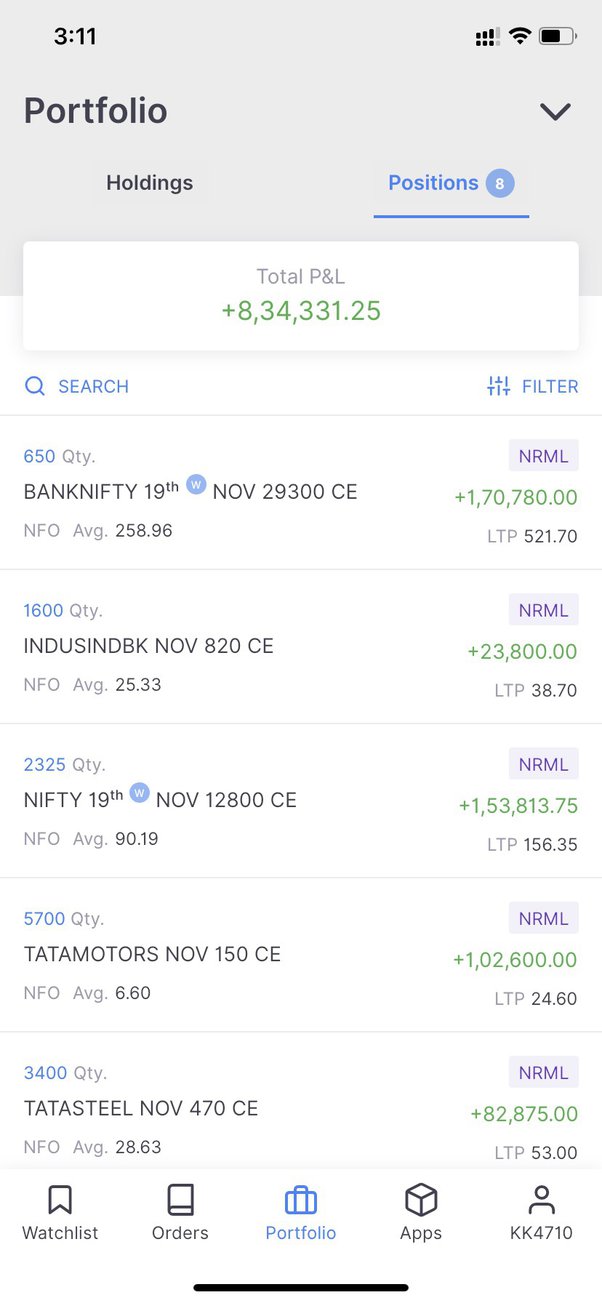 3:11
Portfolio
Holdings
Positions 8
Total P&L
+8,34,331.25
SEARCH
FILTER
650 Qty.
NRML
BANKNIFTY 19th W NOV 29300 CE
+1,70,780.00
NFO Avg. 258.96
LTP 521.70
1600 Qty.
NRML
INDUSINDBK NOV 820 CE
+23,800.00
NFO Avg. 25.33
LTP 38.70
2325 Qty.
NRML
NIFTY 19th W NOV 12800 CE
+1,53,813.75
NFO Avg. 90.19
LTP 156.35
5700 Qty.
NRML
TATAMOTORS NOV 150 CE
+1,02,600.00
NFO Avg. 6.60
LTP 24.60
3400 Qty.
NRML
TATASTEEL NOV 470 CE
+82,875.00
NFO Avg. 28.63
LTP 53.00
Watchlist
Orders
Portfolio
Apps
KK4710